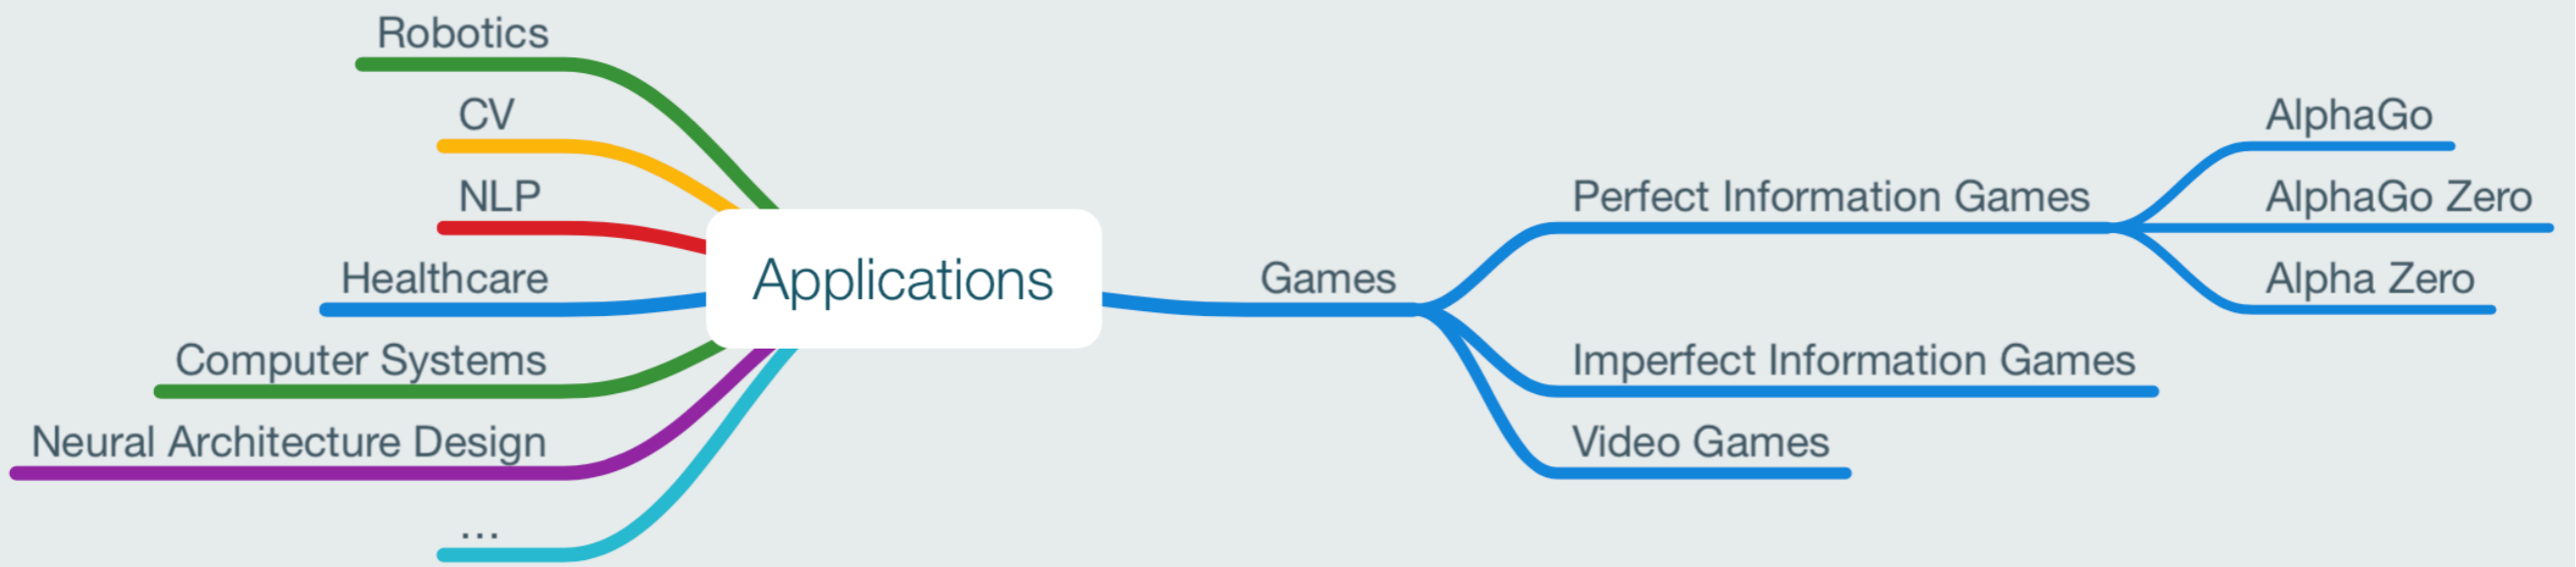 Robotics
CV
NLP
Healthcare
Computer Systems
Neural Architecture Design
...
Applications
Games
Perfect Information Games
AlphaGo
AlphaGo Zero
Alpha Zero
Imperfect Information Games
Video Games